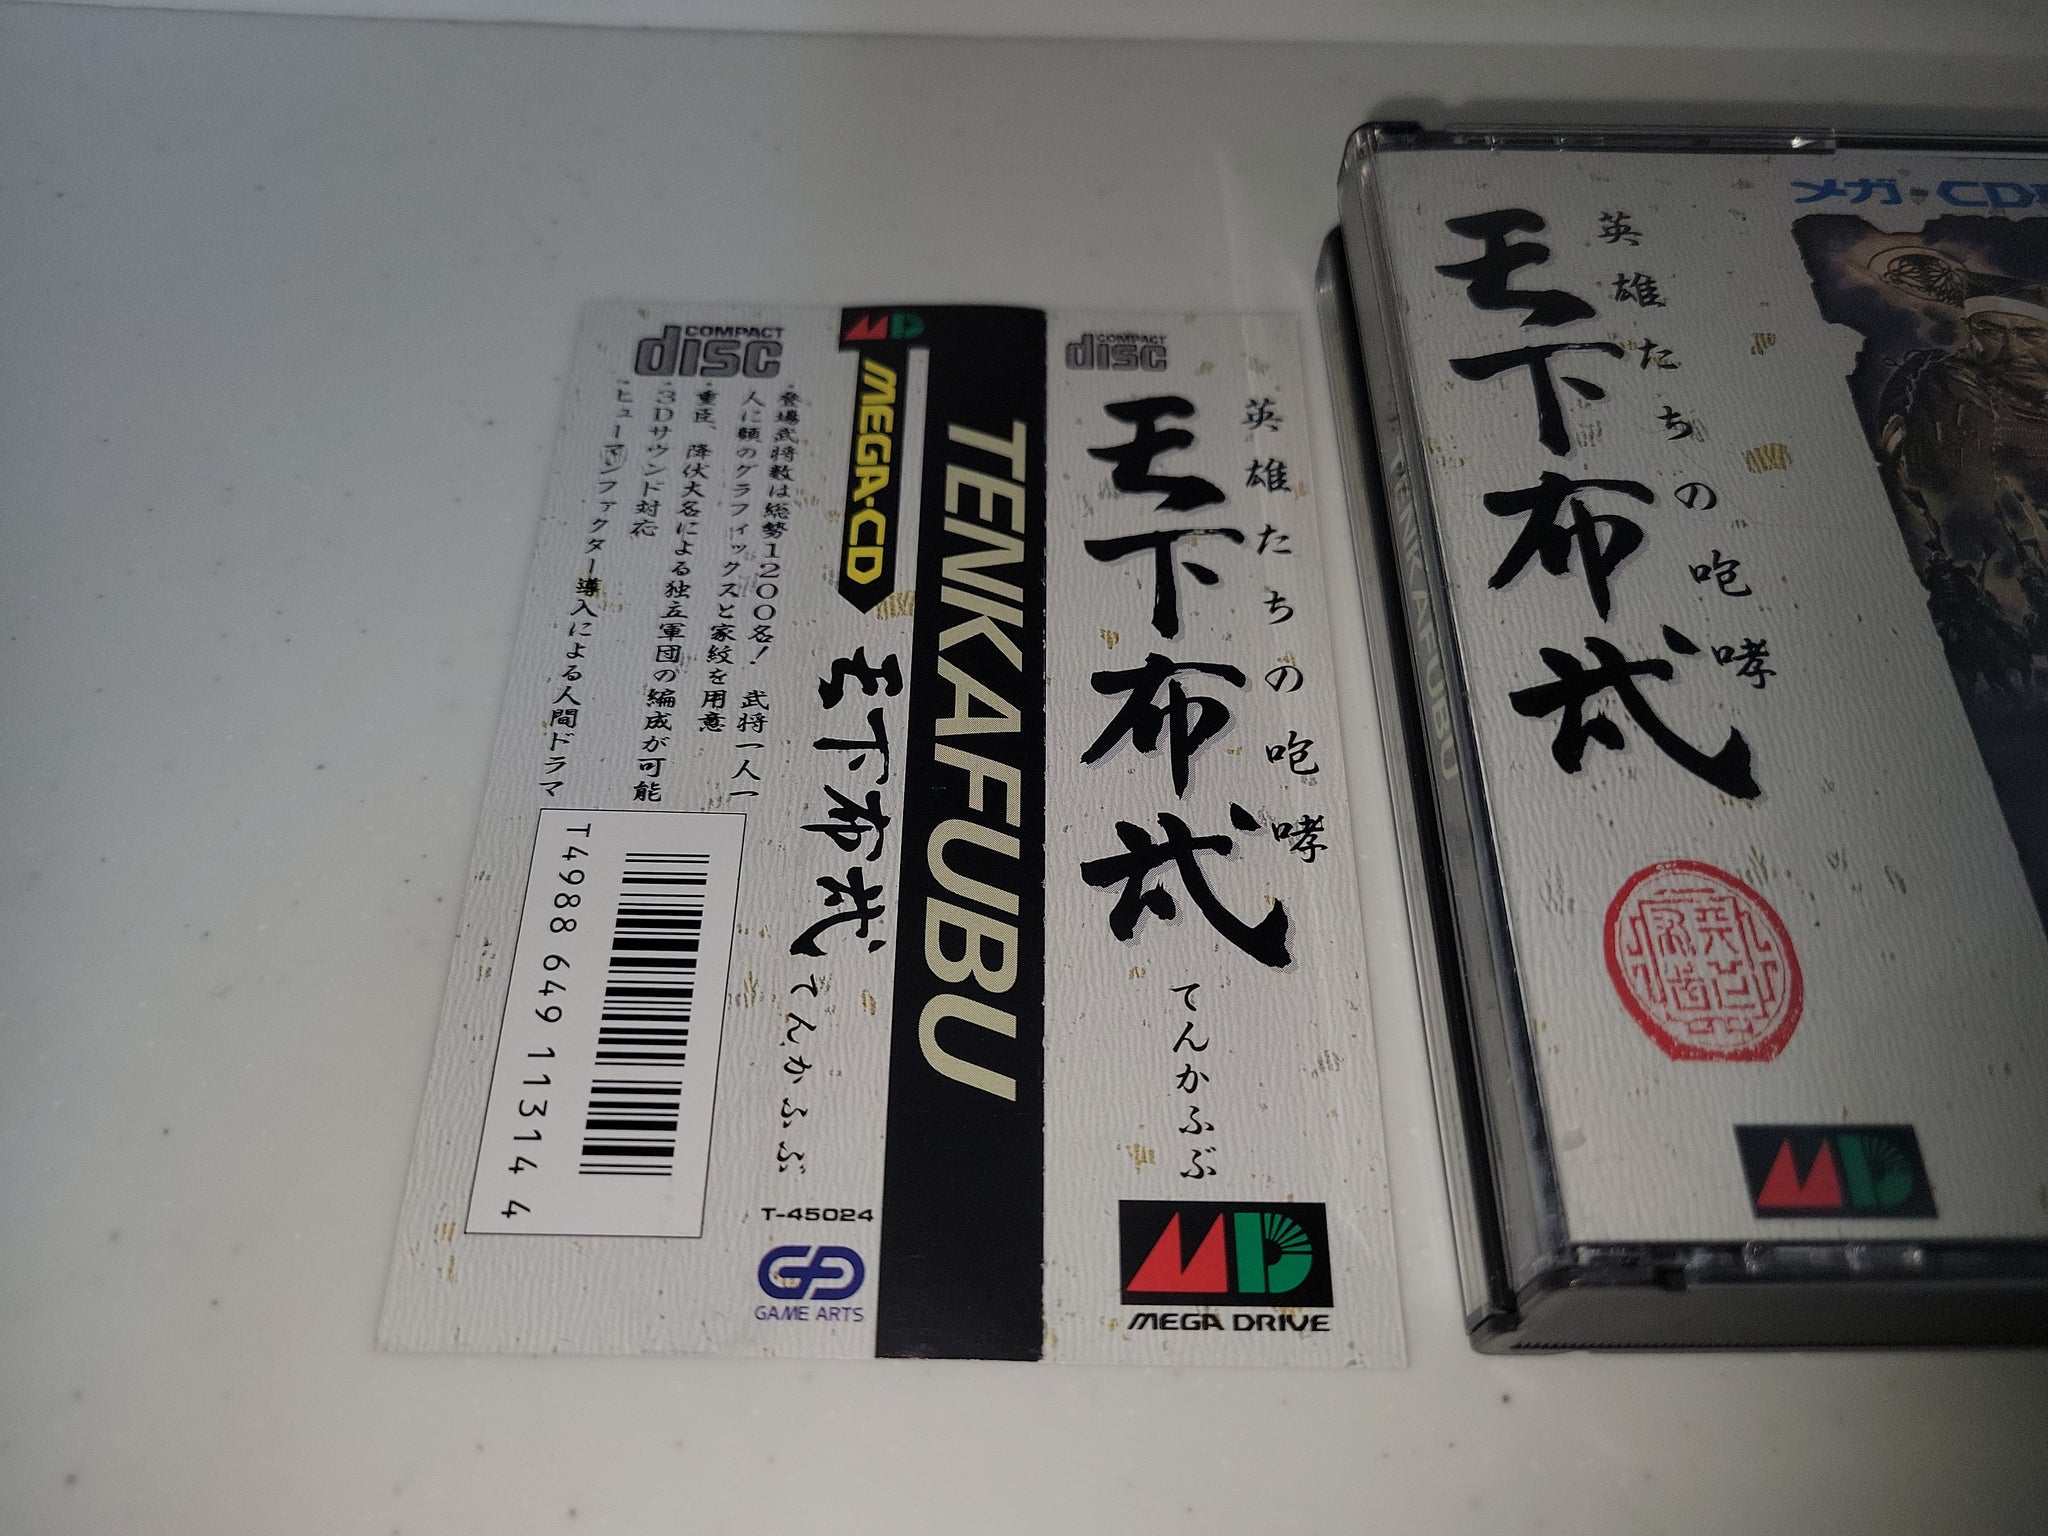 COMPACT
disc
・登場武将数は総勢1200名！ 武将一人一
人に顔のグラフィックスと家紋を用意
・重臣、降伏大名による独立軍団の編成が可能
・3Dサウンド対応
・ヒューマンファクター導入による人間ドラマ
T4988 649 11314 4
MD
MEGA-CD
天下布武
てんかふぶ
T-45024
GAME ARTS
TENKAFUBU
COMPACT
disc
英雄たちの咆哮
天下布武
てんかふぶ
MD
MEGA DRIVE
TENKAFUBU
メガ・CD
英雄たちの咆哮
天下布武
MD